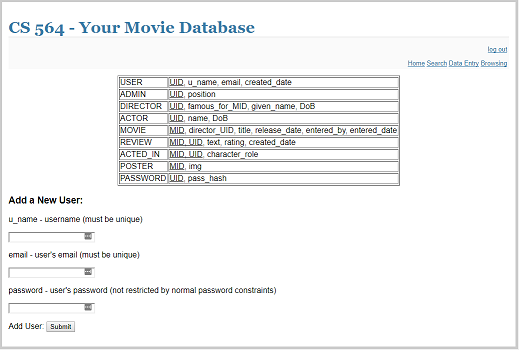 CS 564 - Your Movie Database
log out
Home Search Data Entry Browsing
USER UID, u_name, email, created_date
ADMIN UID, position
DIRECTOR UID, famous_for_MID, given_name, DoB
ACTOR UID, name, DoB
MOVIE MID, director_UID, title, release_date, entered_by, entered_date
REVIEW MID, UID, text, rating, created_date
ACTED_IN MID, UID, character_role
POSTER MID, img
PASSWORD UID, pass_hash
Add a New User:
u_name - username (must be unique)
email - user's email (must be unique)
password - user's password (not restricted by normal password constraints)
Add User: Submit